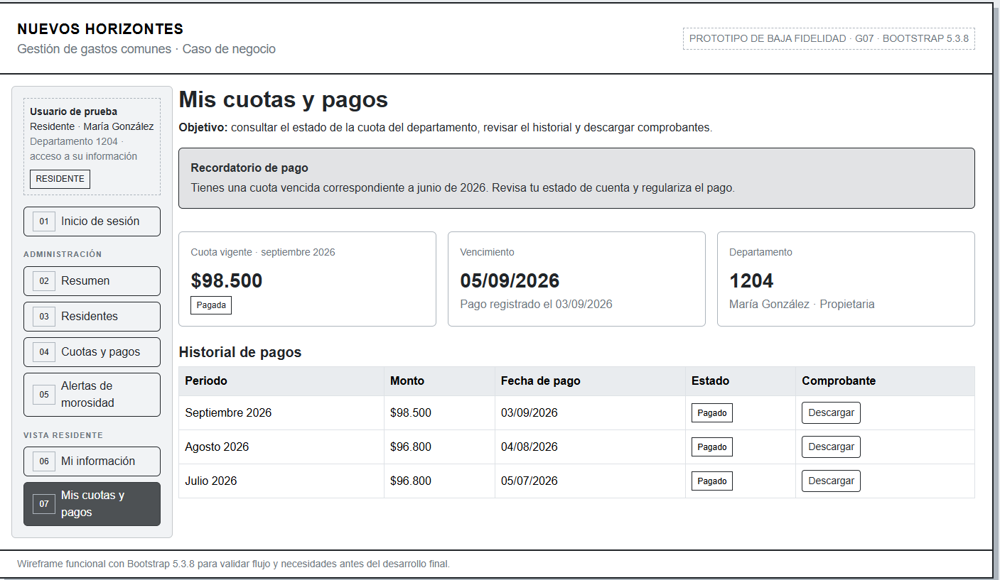 NUEVOS HORIZONTES
Gestión de gastos comunes · Caso de negocio
PROTOTIPO DE BAJA FIDELIDAD · G07 · BOOTSTRAP 5.3.8
Usuario de prueba
Residente · María González
Departamento 1204 ·
acceso a su información
RESIDENTE
01 Inicio de sesión
ADMINISTRACIÓN
02 Resumen
03 Residentes
04 Cuotas y pagos
05 Alertas de
morosidad
VISTA RESIDENTE
06 Mi información
07 Mis cuotas y
pagos
Mis cuotas y pagos
Objetivo: consultar el estado de la cuota del departamento, revisar el historial y descargar comprobantes.
Recordatorio de pago
Tienes una cuota vencida correspondiente a junio de 2026. Revisa tu estado de cuenta y regulariza el pago.
Cuota vigente · septiembre 2026
$98.500
Pagada
Vencimiento
05/09/2026
Pago registrado el 03/09/2026
Departamento
1204
María González · Propietaria
Historial de pagos
Periodo Monto Fecha de pago Estado Comprobante
Septiembre 2026 $98.500 03/09/2026 Pagado Descargar
Agosto 2026 $96.800 04/08/2026 Pagado Descargar
Julio 2026 $96.800 05/07/2026 Pagado Descargar
Wireframe funcional con Bootstrap 5.3.8 para validar flujo y necesidades antes del desarrollo final.